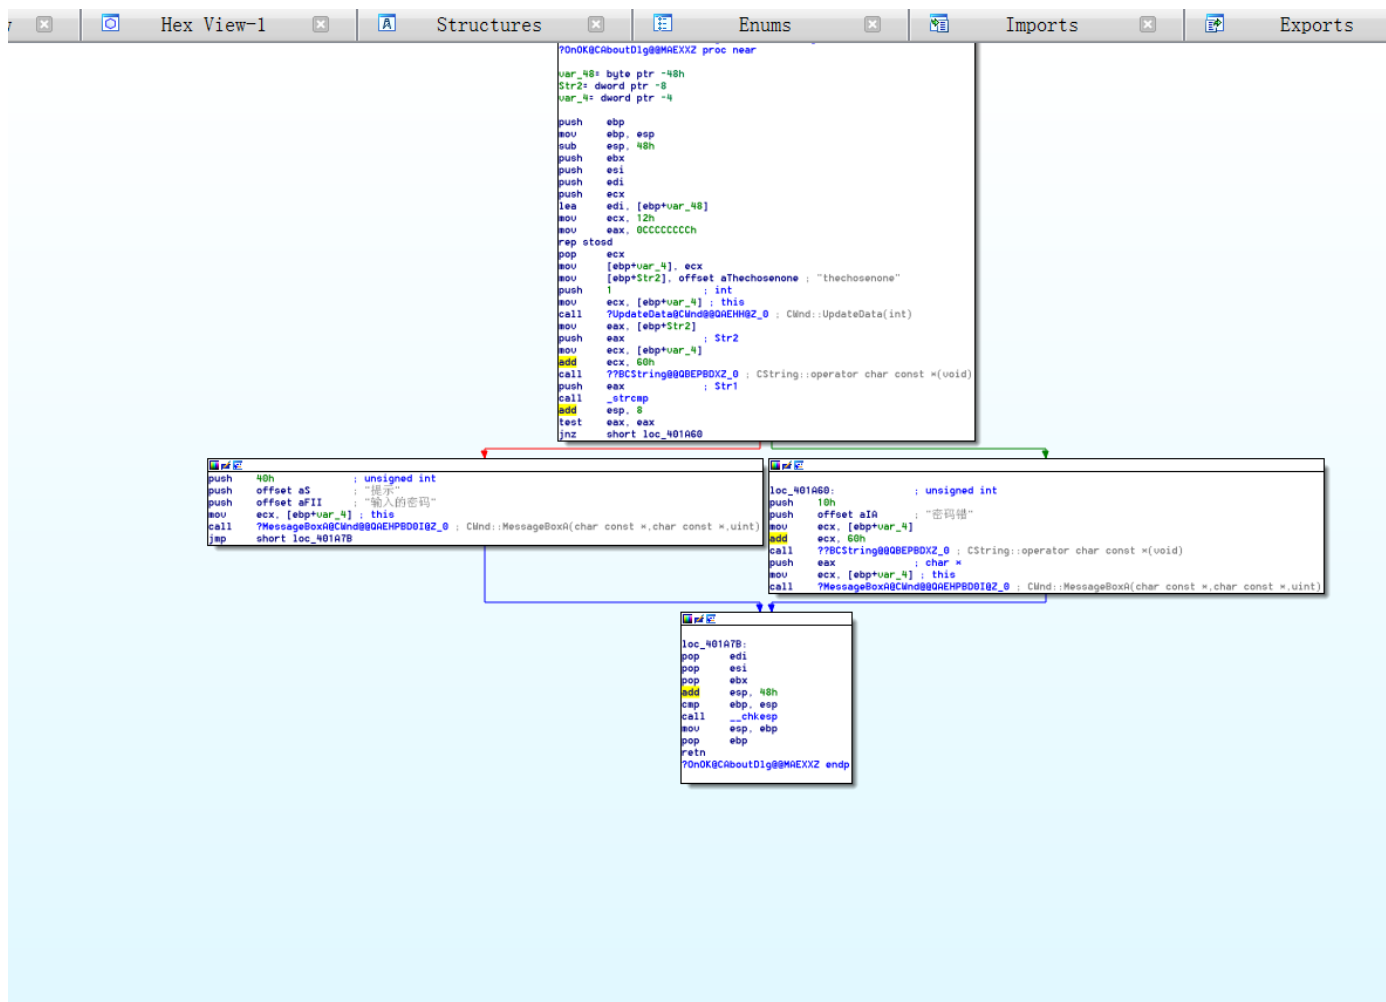 Hex View-1
Structures
Enums
Imports
Exports
?OnOK@CAboutDlg@@MAEXXZ proc near
var_48= byte ptr -48h
Str2= dword ptr -8
var_4= dword ptr -4
push ebp
mov ebp, esp
sub esp, 48h
push ebx
push esi
push edi
push ecx
lea edi, [ebp+var_48]
mov ecx, 12h
mov eax, 0CCCCCCCCh
rep stosd
pop ecx
mov [ebp+var_4], ecx
mov [ebp+Str2], offset aThechosenone ; "thechosenone"
push 1 ; int
mov ecx, [ebp+var_4] ; this
call ?UpdateData@CWnd@@QAEHH@Z_0 ; CWnd::UpdateData(int)
mov eax, [ebp+Str2]
push eax ; Str2
mov ecx, [ebp+var_4]
add ecx, 60h
call ??BCString@@QBEPBDXZ_0 ; CString::operator char const *(void)
push eax ; Str1
call _strcmp
add esp, 8
test eax, eax
jnz short loc_401A60
push 40h ; unsigned int
push offset aS ; "提示"
push offset aFII ; "输入的密码"
mov ecx, [ebp+var_4] ; this
call ?MessageBoxA@CWnd@@QAEHPBD0I@Z_0 ; CWnd::MessageBoxA(char const *,char const *,uint)
jmp short loc_401A7B
loc_401A60: ; unsigned int
push 10h
push offset aIA ; "密码错"
mov ecx, [ebp+var_4]
add ecx, 60h
call ??BCString@@QBEPBDXZ_0 ; CString::operator char const *(void)
push eax ; char *
mov ecx, [ebp+var_4] ; this
call ?MessageBoxA@CWnd@@QAEHPBD0I@Z_0 ; CWnd::MessageBoxA(char const *,char const *,uint)
loc_401A7B:
pop edi
pop esi
pop ebx
add esp, 48h
cmp ebp, esp
call __chkesp
mov esp, ebp
pop ebp
retn
?OnOK@CAboutDlg@@MAEXXZ endp